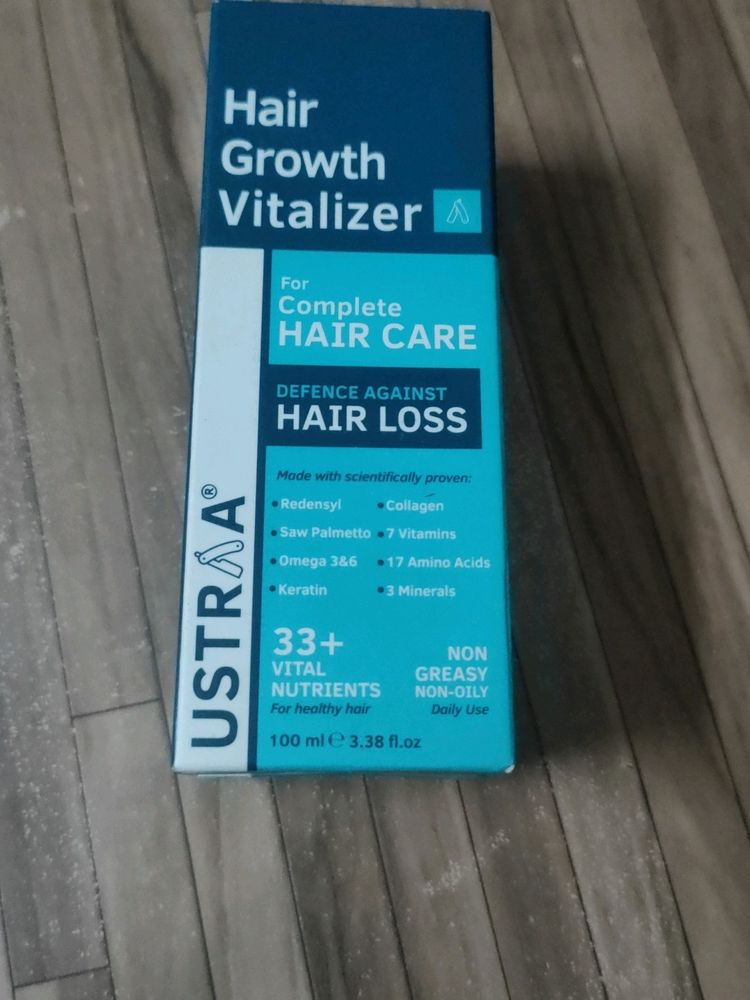 Hair
Growth
Vitalizer
For
Complete
HAIR CARE
DEFENCE AGAINST
HAIR LOSS
Made with scientifically proven:
• Redensyl
• Saw Palmetto
• Omega 3&6
• Keratin
• Collagen
• 7 Vitamins
• 17 Amino Acids
• 3 Minerals
33+
VITAL
NUTRIENTS
For healthy hair
NON
GREASY
NON-OILY
Daily Use
100 ml ℮ 3.38 fl.oz
USTRAA®